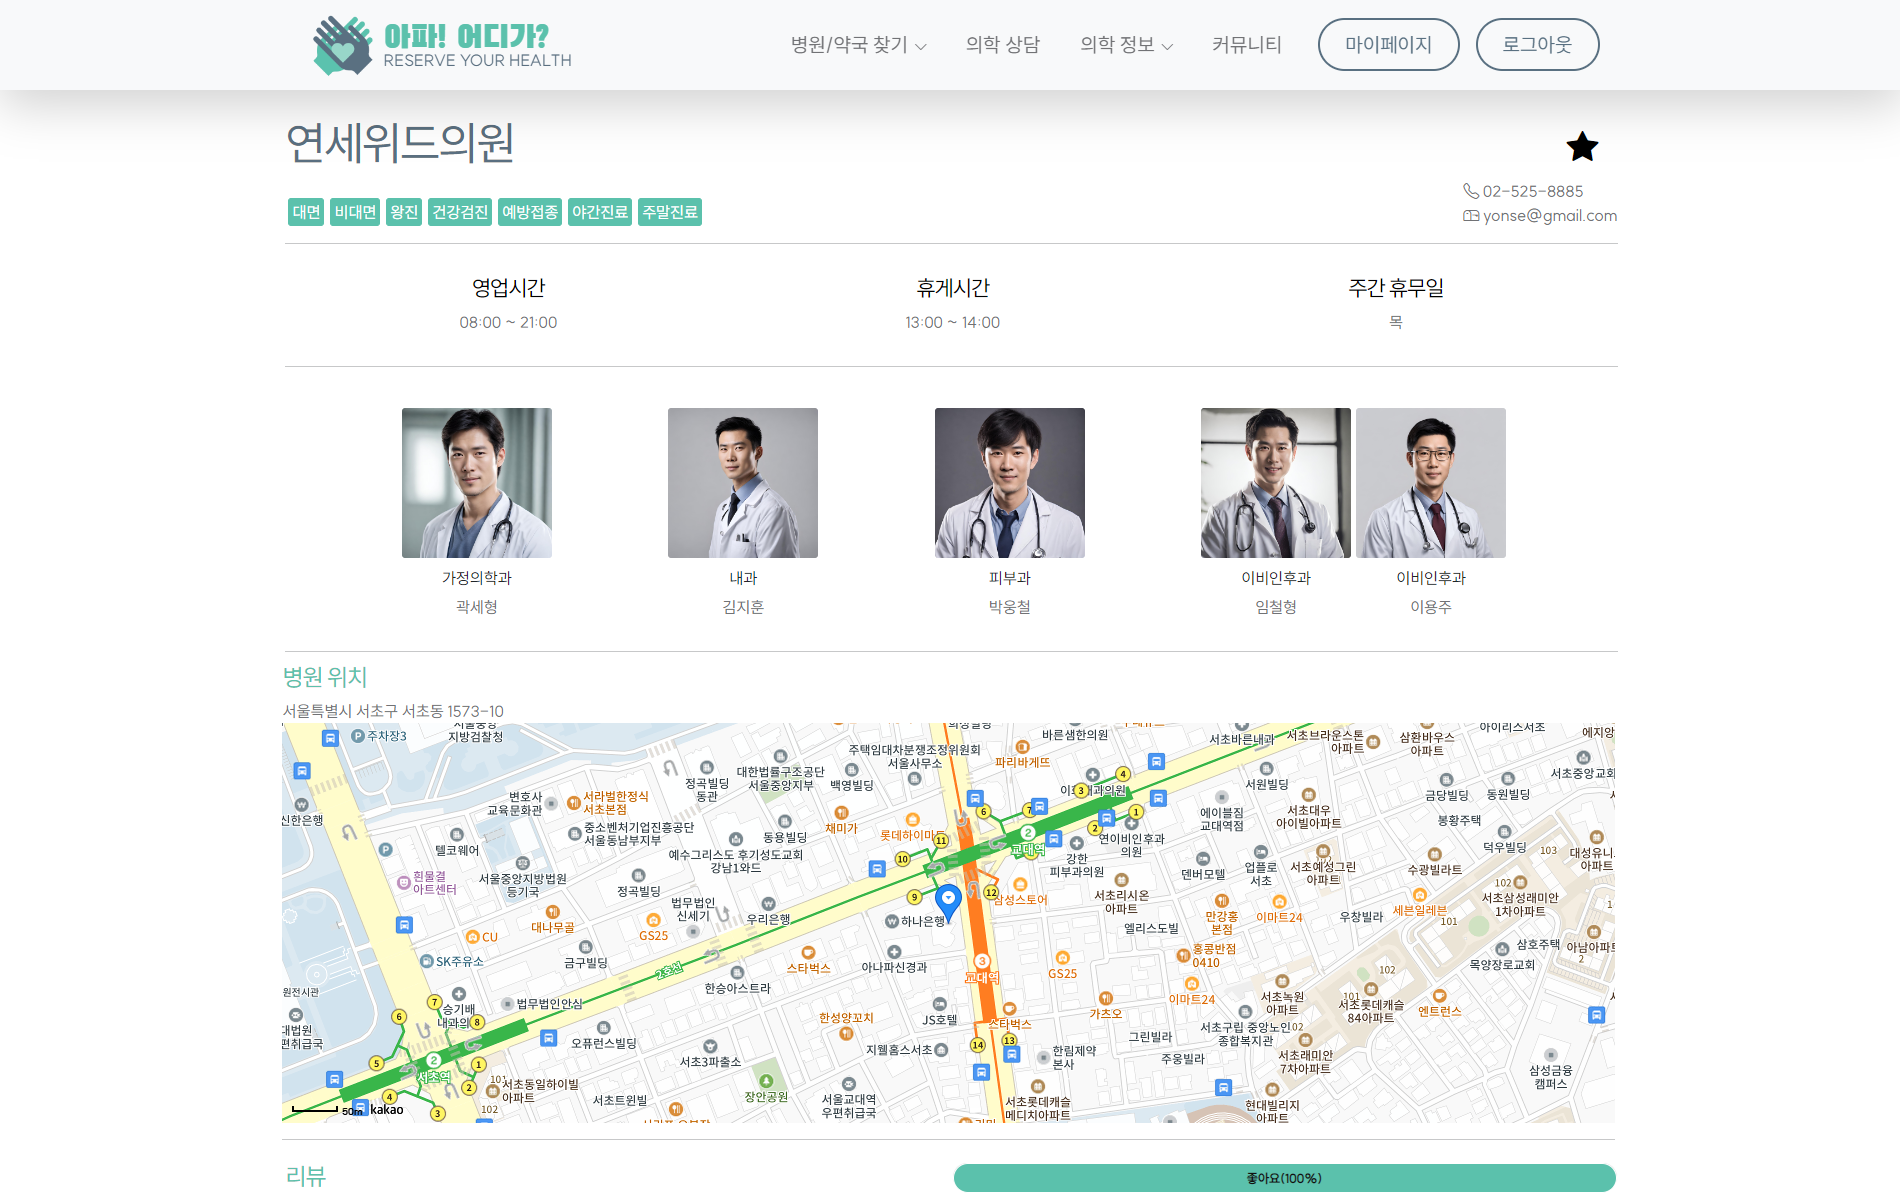 아파! 어디가?
RESERVE YOUR HEALTH
병원/약국 찾기
의학 상담
의학 정보
커뮤니티
마이페이지
로그아웃
연세위드의원
02-525-8885
yonse@gmail.com
대면 비대면 왕진 건강검진 예방접종 야간진료 주말진료
영업시간
08:00 ~ 21:00
휴게시간
13:00 ~ 14:00
주간 휴무일
목
가정의학과
곽세형
내과
김지훈
피부과
박웅철
이비인후과
임철형
이비인후과
이용주
병원 위치
서울특별시 서초구 서초동 1573-10
주차장3
지방검찰청
주택임대차분쟁조정위원회
서울사무소
바른샘한의원
파리바게뜨
서초바른내과
서초브라운스톤
아파트
삼환바우스
아파트
아이리스서초
서초중앙교회
신한은행
변호사
교육문화관
서라벌한정식
서초본점
정곡빌딩
동관
대한법률구조공단
서울중앙지부
백영빌딩
서원빌딩
금당빌딩
동원빌딩
텔코웨어
중소벤처기업진흥공단
서울동남부지부
동용빌딩
채미가
에이블짐
교대역점
서초대우
아이빌아파트
봉황주택
예수그리스도 후기성도교회
강남1와드
교대역
연이비인후과
의원
강한
피부과의원
덕우빌딩
103
흰물결
아트센터
서울중앙지방법원
등기국
정곡빌딩
덴버모텔
업플로
서초
서초예성그린
아파트
수광빌라트
법무법인
신세기
우리은행
하나은행
삼성스토어
서초리시온
아파트
만강홍
본점
이마트24
우창빌라
세븐일레븐
102
서초삼성래미안
1차아파트
101
CU
대나무골
GS25
엘리스도빌
SK주유소
금구빌딩
2호선
스타벅스
아나파신경과
교대역
GS25
홍콩반점
0410
102
목양장로교회
삼호주택
한승아스트라
원전시관
승기배
내과의
법무법인안심
한성양꼬치
JS호텔
스타벅스
가츠오
이마트24
서초녹원
아파트
101
서초롯데캐슬
84아파트
엔트런스
대법원
편취급국
오퓨런스빌딩
지웰홈스서초
한림제약
본사
그린빌라
서초구립 중앙노인
종합복지관
서초3파출소
주웅빌라
서초래미안
7차아파트
삼성금융
캠퍼스
서초역
101
서초동일하이빌
아파트
102
서초트윈빌
장안공원
서울교대역
우편취급국
서초롯데캐슬
메디치아파트
현대빌리지
아파트
50m kakao
리뷰
좋아요(100%)